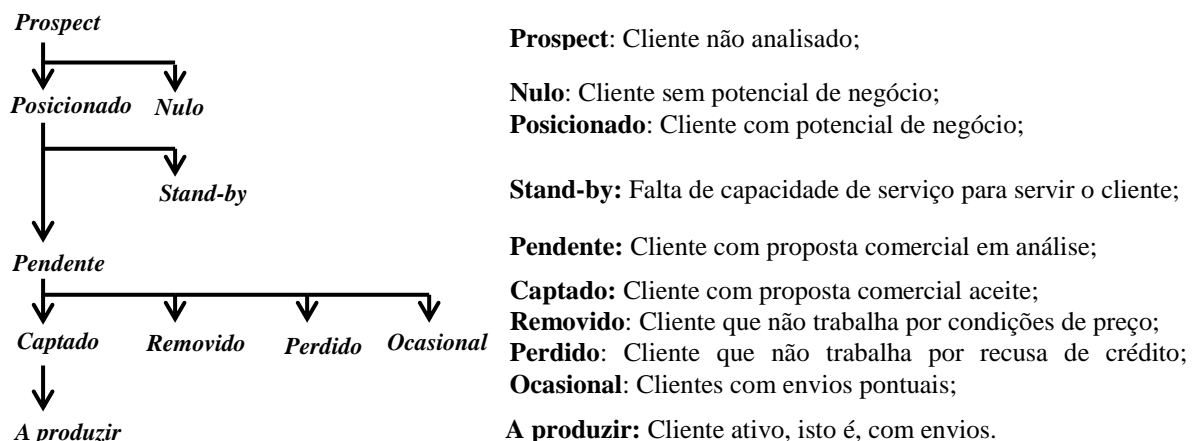 Prospect
Prospect: Cliente não analisado;
Posicionado Nulo
Nulo: Cliente sem potencial de negócio;
Posicionado: Cliente com potencial de negócio;
Stand-by
Stand-by: Falta de capacidade de serviço para servir o cliente;
Pendente
Pendente: Cliente com proposta comercial em análise;
Captado Removido Perdido Ocasional
Captado: Cliente com proposta comercial aceite;
Removido: Cliente que não trabalha por condições de preço;
Perdido: Cliente que não trabalha por recusa de crédito;
Ocasional: Clientes com envios pontuais;
A produzir
A produzir: Cliente ativo, isto é, com envios.